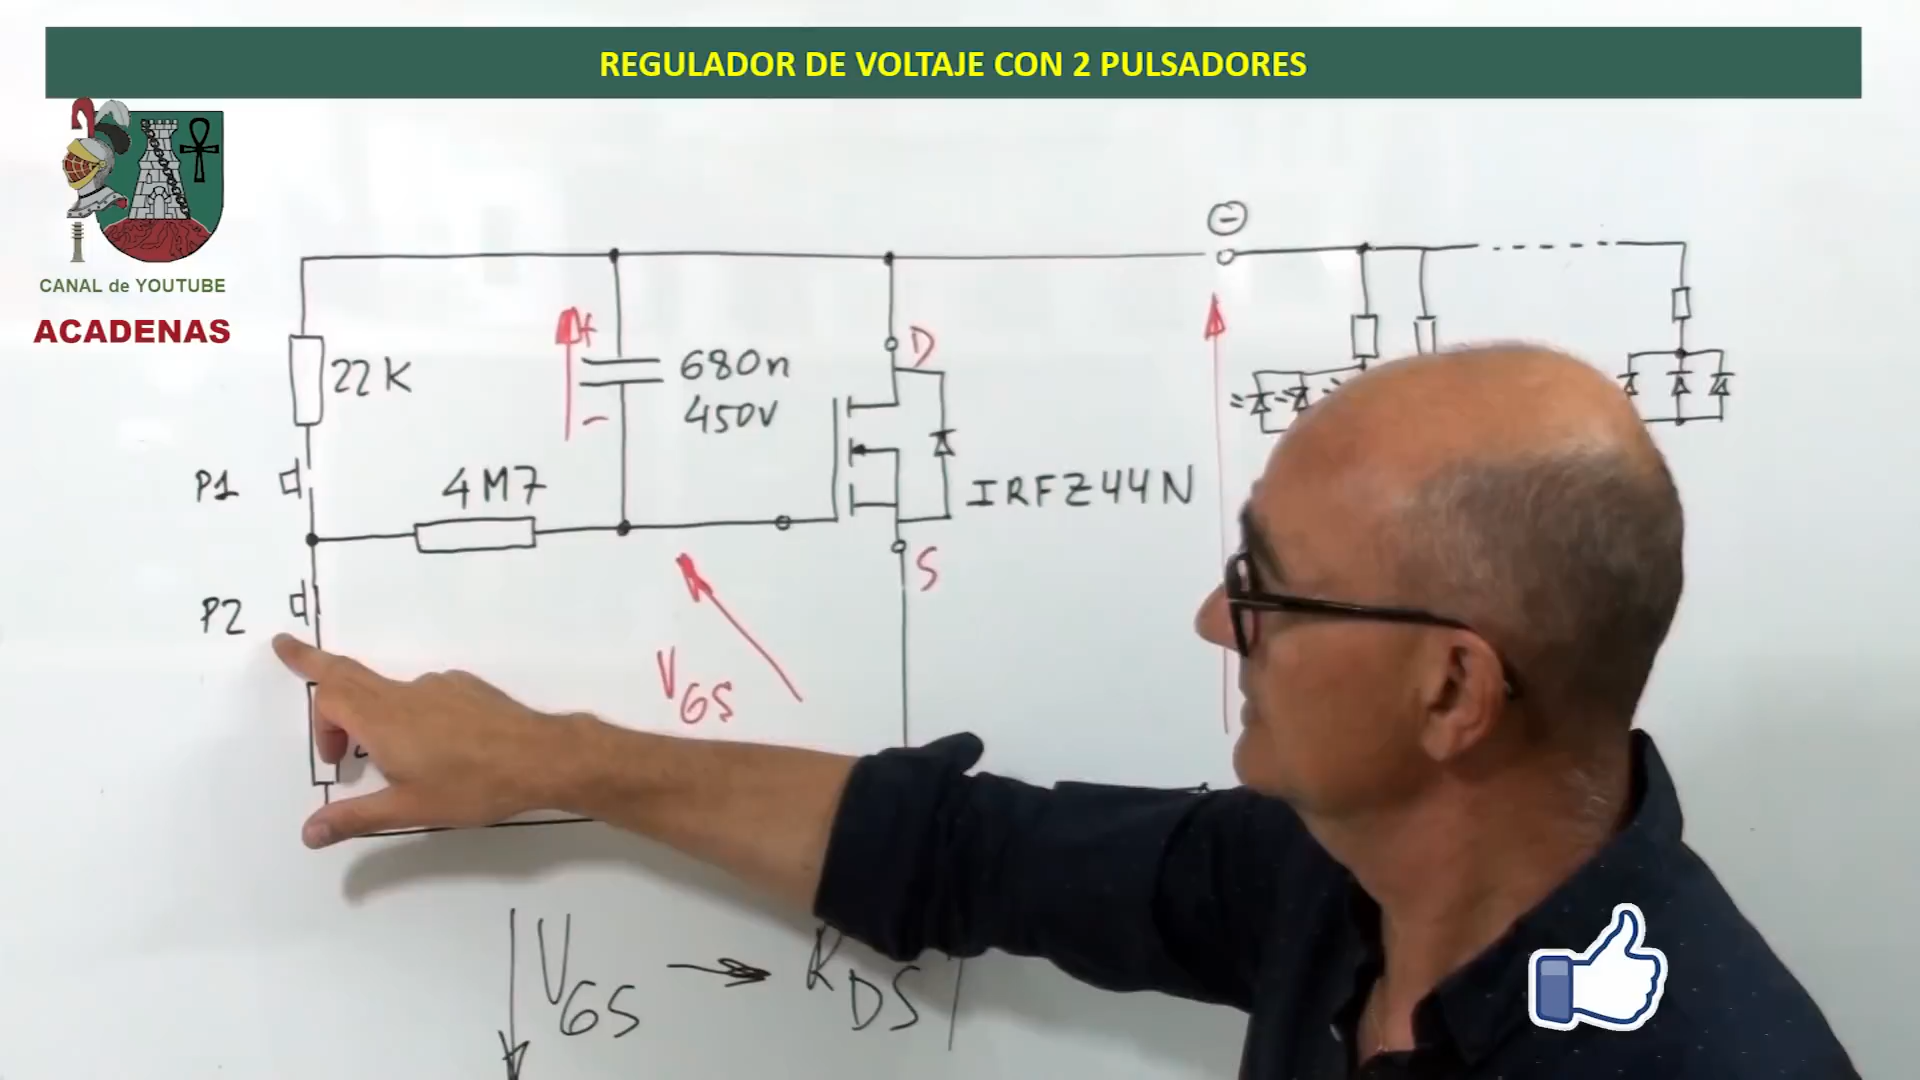 REGULADOR DE VOLTAJE CON 2 PULSADORES
CANAL de YOUTUBE
ACADENAS
-
22K
+
-
680n
450V
D
P1
4M7
IRFZ44N
S
P2
VGS
VGS → RDS